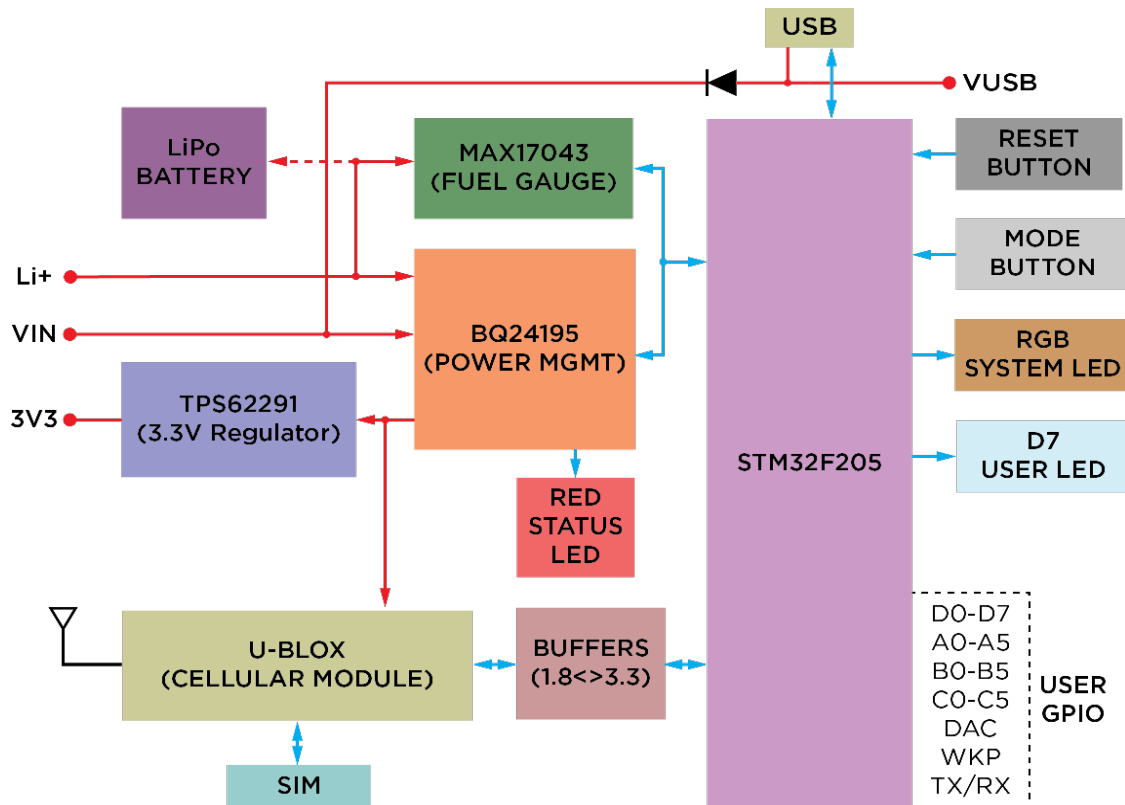 USB
VUSB
LiPo
BATTERY
MAX17043
(FUEL GAUGE)
RESET
BUTTON
MODE
BUTTON
Li+
VIN
BQ24195
(POWER MGMT)
RGB
SYSTEM LED
3V3
TPS62291
(3.3V Regulator)
STM32F205
D7
USER LED
RED
STATUS
LED
U-BLOX
(CELLULAR MODULE)
BUFFERS
(1.8<>3.3)
D0-D7
A0-A5
B0-B5
C0-C5
DAC
WKP
TX/RX
USER
GPIO
SIM